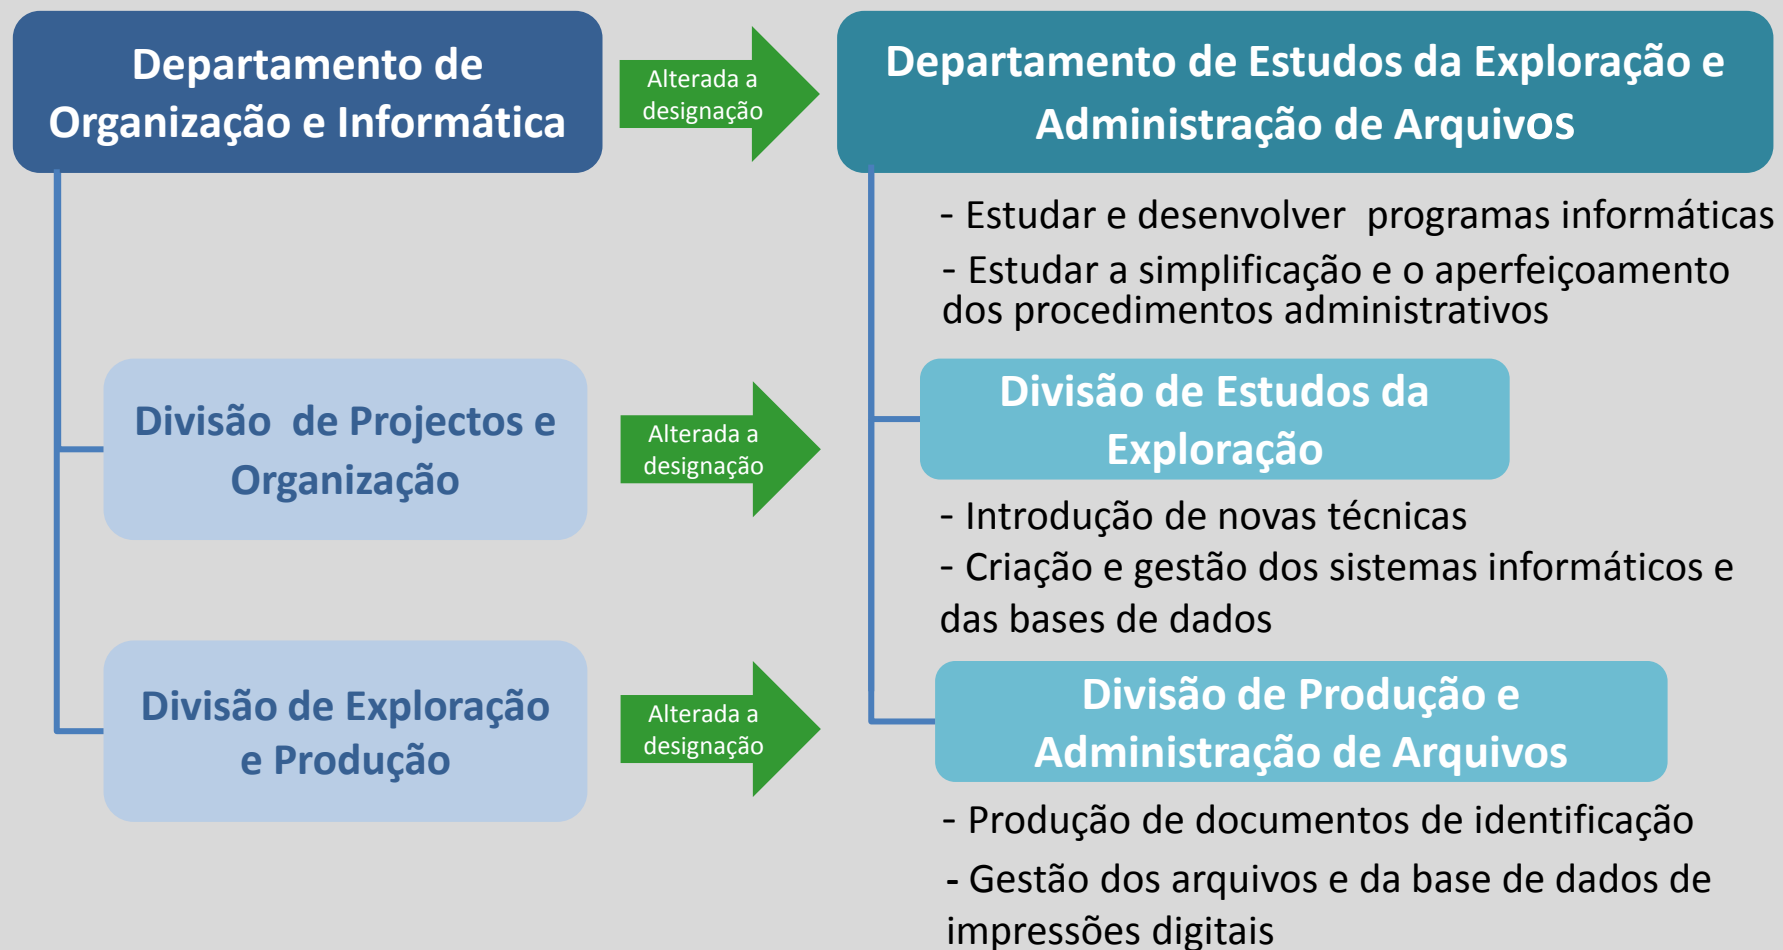 Departamento de
Organização e Informática
Alterada a
designação
Departamento de Estudos da Exploração e
Administração de Arquivos
- Estudar e desenvolver programas informáticas
- Estudar a simplificação e o aperfeiçoamento
dos procedimentos administrativos
Divisão de Projectos e
Organização
Alterada a
designação
Divisão de Estudos da
Exploração
- Introdução de novas técnicas
- Criação e gestão dos sistemas informáticos e
das bases de dados
Divisão de Exploração
e Produção
Alterada a
designação
Divisão de Produção e
Administração de Arquivos
- Produção de documentos de identificação
- Gestão dos arquivos e da base de dados de
impressões digitais